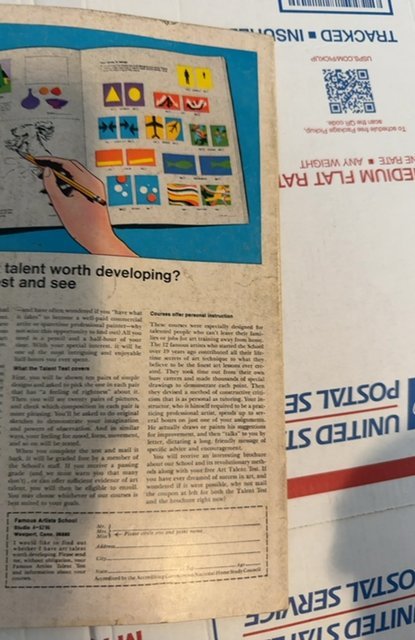 TRACKED ■ INSURED
USPS.COM/PICKUP
To schedule free Package Pickup,
scan the QR code.
MEDIUM FLAT RAT
NE RATE ■ ANY WEIGHT
UNITED ST
POSTAL SE
UNITED STATES
POSTAL SERVICE
talent worth developing?
est and see
—and have often wondered if you "have what
it takes" to become a well-paid commercial
artist or spare-time professional painter—why
not seize this opportunity to find out? All you
need is a pencil and a half-hour of your
time. With your special interest, it will be
one of the most intriguing and enjoyable
half-hours you ever spent.
What the Talent Test covers
First, you will be shown ten pairs of simple
designs and asked to pick the one in each pair
that has "a feeling of rightness" about it.
Next, you will see twenty pairs of pictures,
and check which composition in each pair is
more pleasing. You'll be asked to do original
sketches to demonstrate your imagination
and powers of observation. And in similar
ways, your feeling for mood, form, movement,
and so on will be tested.
When you complete the test and mail it
back, it will be graded by a member of
the School's staff. If you receive a passing
grade (and we must warn you that many
don't), or can offer sufficient evidence of art
talent, you will then be eligible to enroll.
You may choose whichever of our courses is
best suited to your goals.
Courses offer personal instruction
These courses were especially designed for
talented people who can't leave their fami-
lies or jobs for art training away from home.
The 12 famous artists who started the School
over 19 years ago contributed all their life-
time secrets of art technique to what they
believe to be the finest art lessons ever cre-
ated. They took time out from their own
busy careers and made thousands of special
drawings to demonstrate each point. Then
they devised a method of constructive criti-
cism that is as personal as tutoring. Your in-
structor, who is himself required to be a prac-
ticing professional artist, spends up to sev-
eral hours on just one of your assignments.
He actually draws or paints his suggestions
for improvement, and then "talks" to you by
letter, dictating a long, friendly message of
specific advice and encouragement.
You will receive an interesting brochure
about our School and its revolutionary meth-
ods along with your free Art Talent Test. If
you have ever dreamed of success in art, and
wondered if it were possible, why not mail
the coupon at left for both the Talent Test
and the brochure right now?
Famous Artists School
Westport, Conn. 06880
I would like to find out
whether I have art talent
worth developing. Please send
me, without obligation, your
Famous Artists Talent Test
and information about your
courses.
Mr.
Mrs.
Miss
Please circle one and print name
Address
City
State
Zip
Accredited by the Accrediting Commission, National Home Study Council